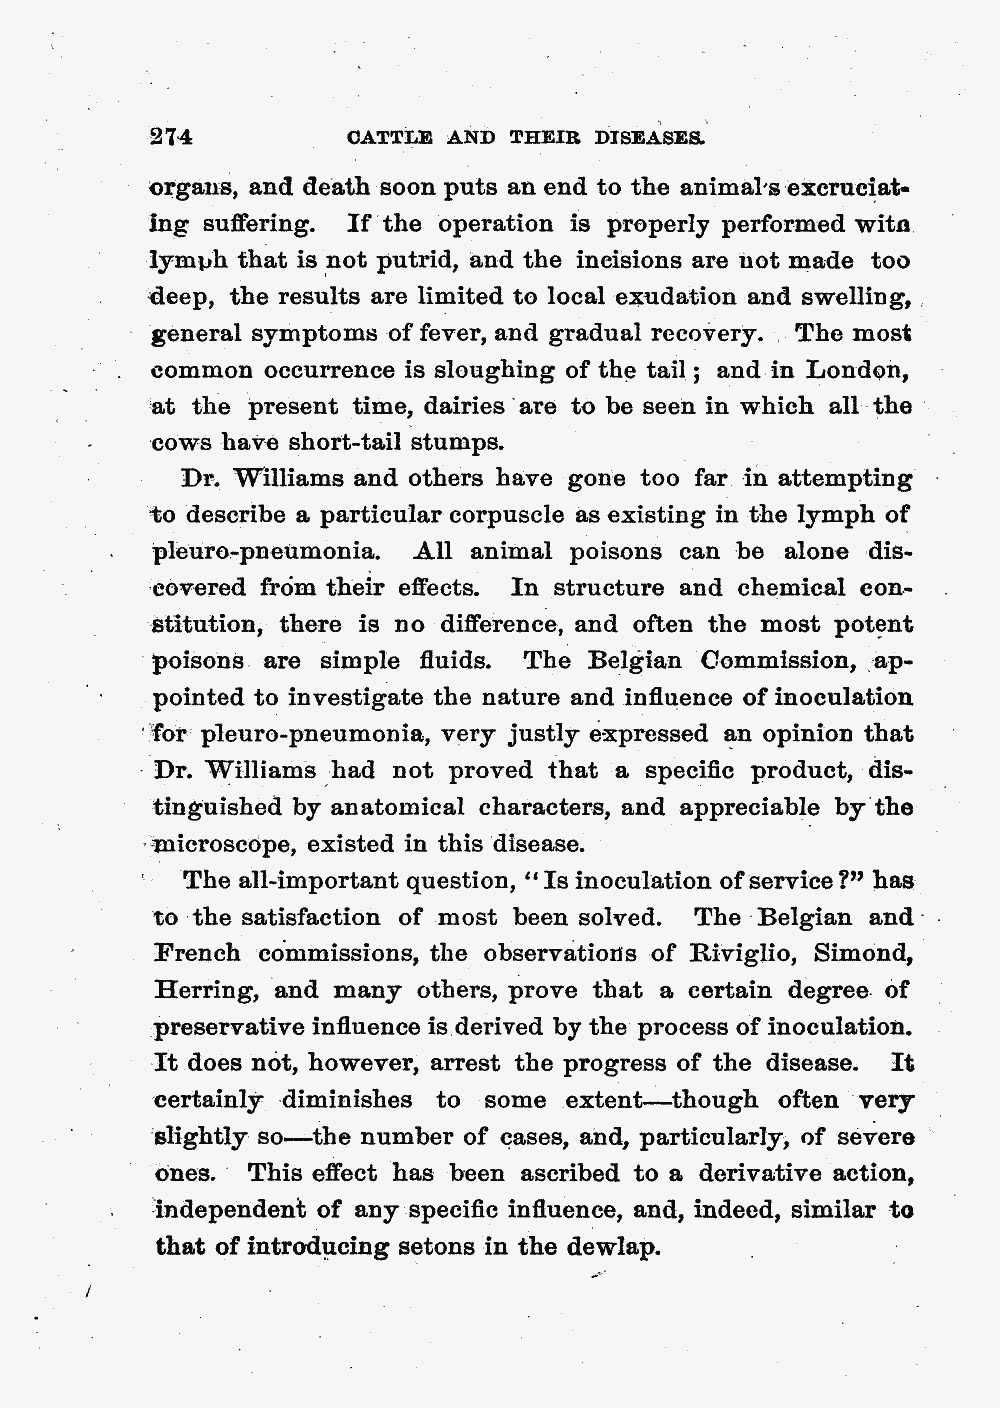 274 CATTLE AND THEIR DISEASES.
organs, and death soon puts an end to the animal's excruciat-
ing suffering. If the operation is properly performed with
lymph that is not putrid, and the incisions are not made too
deep, the results are limited to local exudation and swelling,
general symptoms of fever, and gradual recovery. The most
common occurrence is sloughing of the tail; and in London,
at the present time, dairies are to be seen in which all the
cows have short-tail stumps.
Dr. Williams and others have gone too far in attempting
to describe a particular corpuscle as existing in the lymph of
pleuro-pneumonia. All animal poisons can be alone dis-
covered from their effects. In structure and chemical con-
stitution, there is no difference, and often the most potent
poisons are simple fluids. The Belgian Commission, ap-
pointed to investigate the nature and influence of inoculation
for pleuro-pneumonia, very justly expressed an opinion that
Dr. Williams had not proved that a specific product, dis-
tinguished by anatomical characters, and appreciable by the
microscope, existed in this disease.
The all-important question, "Is inoculation of service?" has
to the satisfaction of most been solved. The Belgian and
French commissions, the observations of Riviglio, Simond,
Herring, and many others, prove that a certain degree of
preservative influence is derived by the process of inoculation.
It does not, however, arrest the progress of the disease. It
certainly diminishes to some extent—though often very
slightly so—the number of cases, and, particularly, of severe
ones. This effect has been ascribed to a derivative action,
independent of any specific influence, and, indeed, similar to
that of introducing setons in the dewlap.